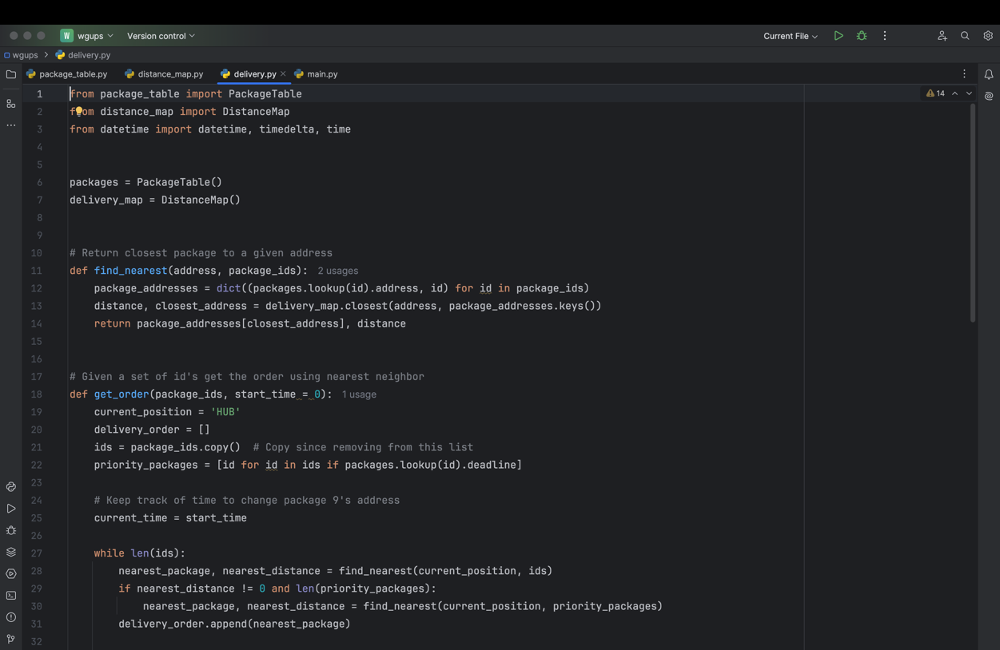 W wgups Version control Current File
wgups > delivery.py
package_table.py distance_map.py delivery.py main.py
1 from package_table import PackageTable 14
2 from distance_map import DistanceMap
3 from datetime import datetime, timedelta, time
4
5
6 packages = PackageTable()
7 delivery_map = DistanceMap()
8
9
10 # Return closest package to a given address
11 def find_nearest(address, package_ids): 2 usages
12 package_addresses = dict((packages.lookup(id).address, id) for id in package_ids)
13 distance, closest_address = delivery_map.closest(address, package_addresses.keys())
14 return package_addresses[closest_address], distance
15
16
17 # Given a set of id's get the order using nearest neighbor
18 def get_order(package_ids, start_time = 0): 1 usage
19 current_position = 'HUB'
20 delivery_order = []
21 ids = package_ids.copy() # Copy since removing from this list
22 priority_packages = [id for id in ids if packages.lookup(id).deadline]
23
24 # Keep track of time to change package 9's address
25 current_time = start_time
26
27 while len(ids):
28 nearest_package, nearest_distance = find_nearest(current_position, ids)
29 if nearest_distance != 0 and len(priority_packages):
30 nearest_package, nearest_distance = find_nearest(current_position, priority_packages)
31 delivery_order.append(nearest_package)
32